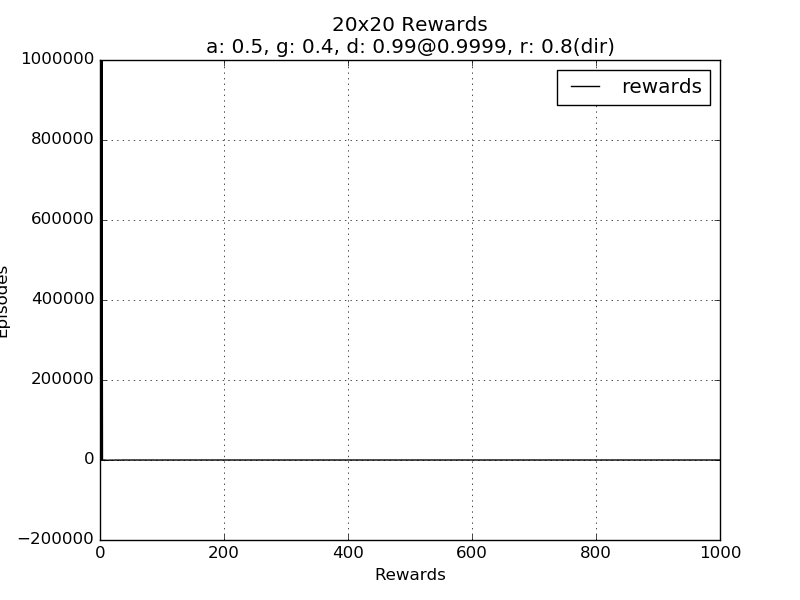 20x20 Rewards
a: 0.5, g: 0.4, d: 0.99@0.9999, r: 0.8(dir)
1000000
rewards
800000
600000
400000
Episodes
200000
0
−200000
0 200 400 600 800 1000
Rewards